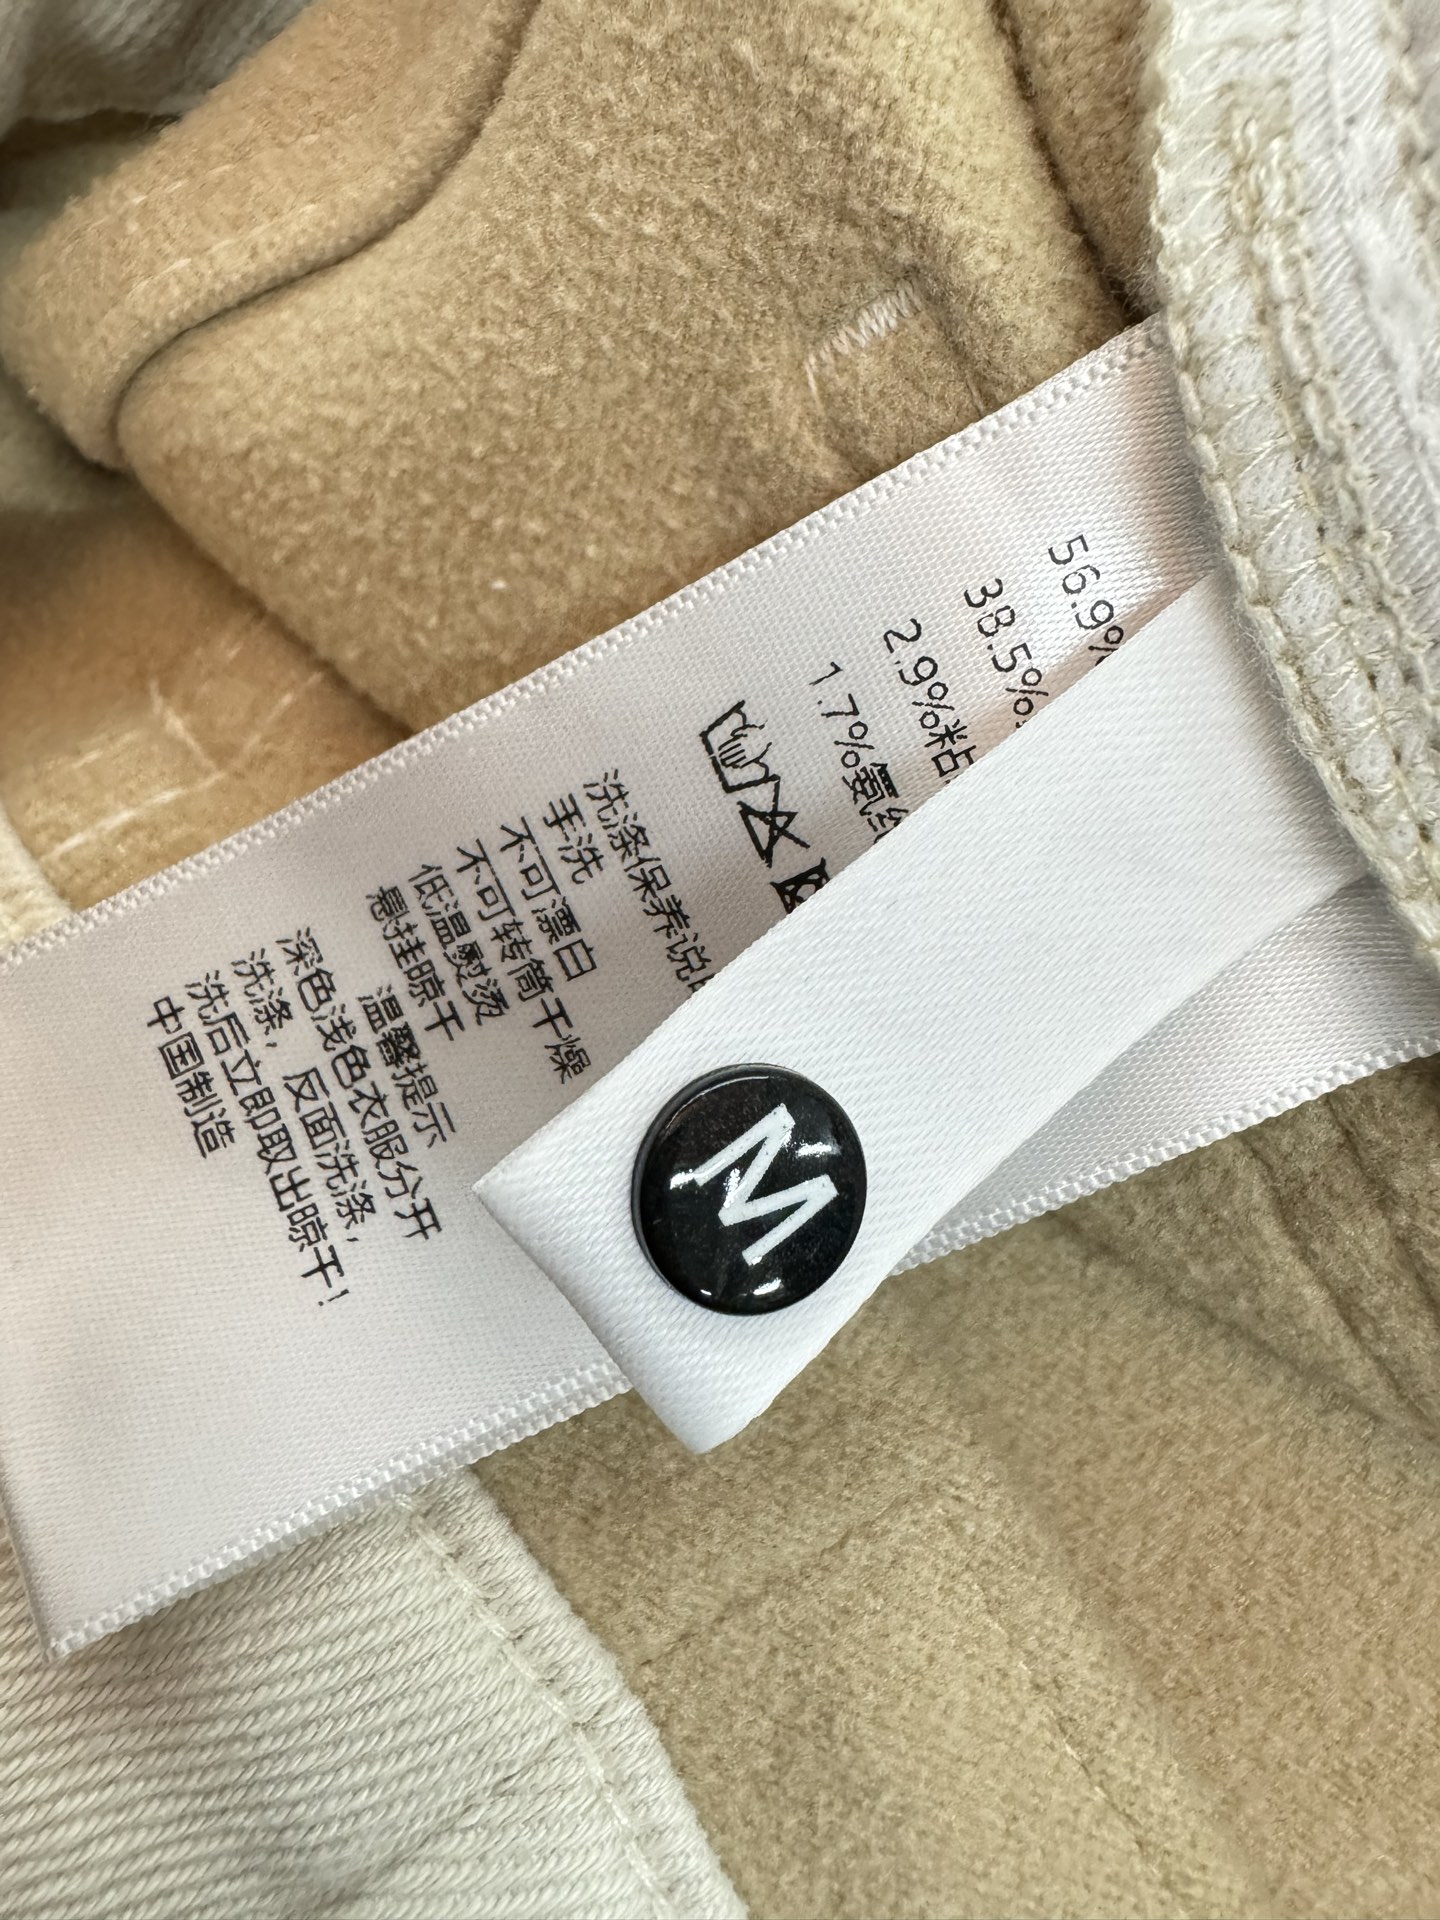 56.9%
38.5%
2.9%粘
1.7%氨
洗涤保养说
手洗
不可漂白
不可转筒干燥
低温熨烫
悬挂晾干
温馨提示
深色浅色衣服分开
洗涤，反面洗涤，
洗后立即取出晾干！
中国制造
M